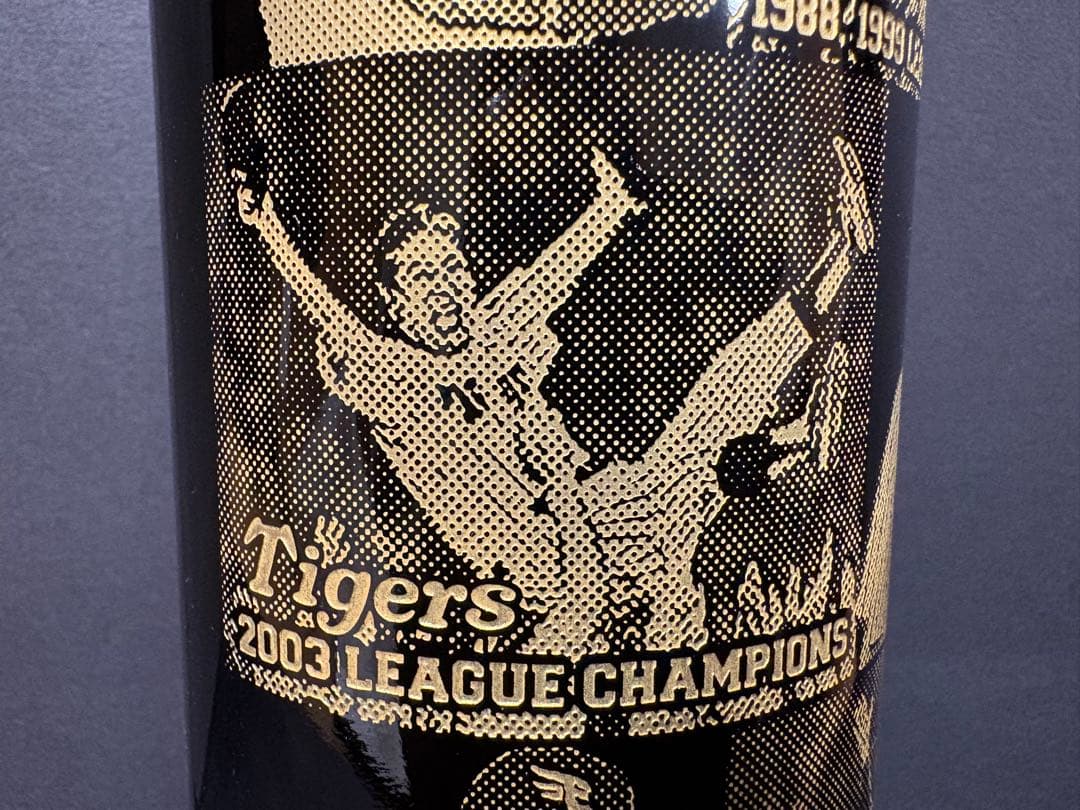 1988, 1999
Tigers
2003 LEAGUE CHAMPIONS